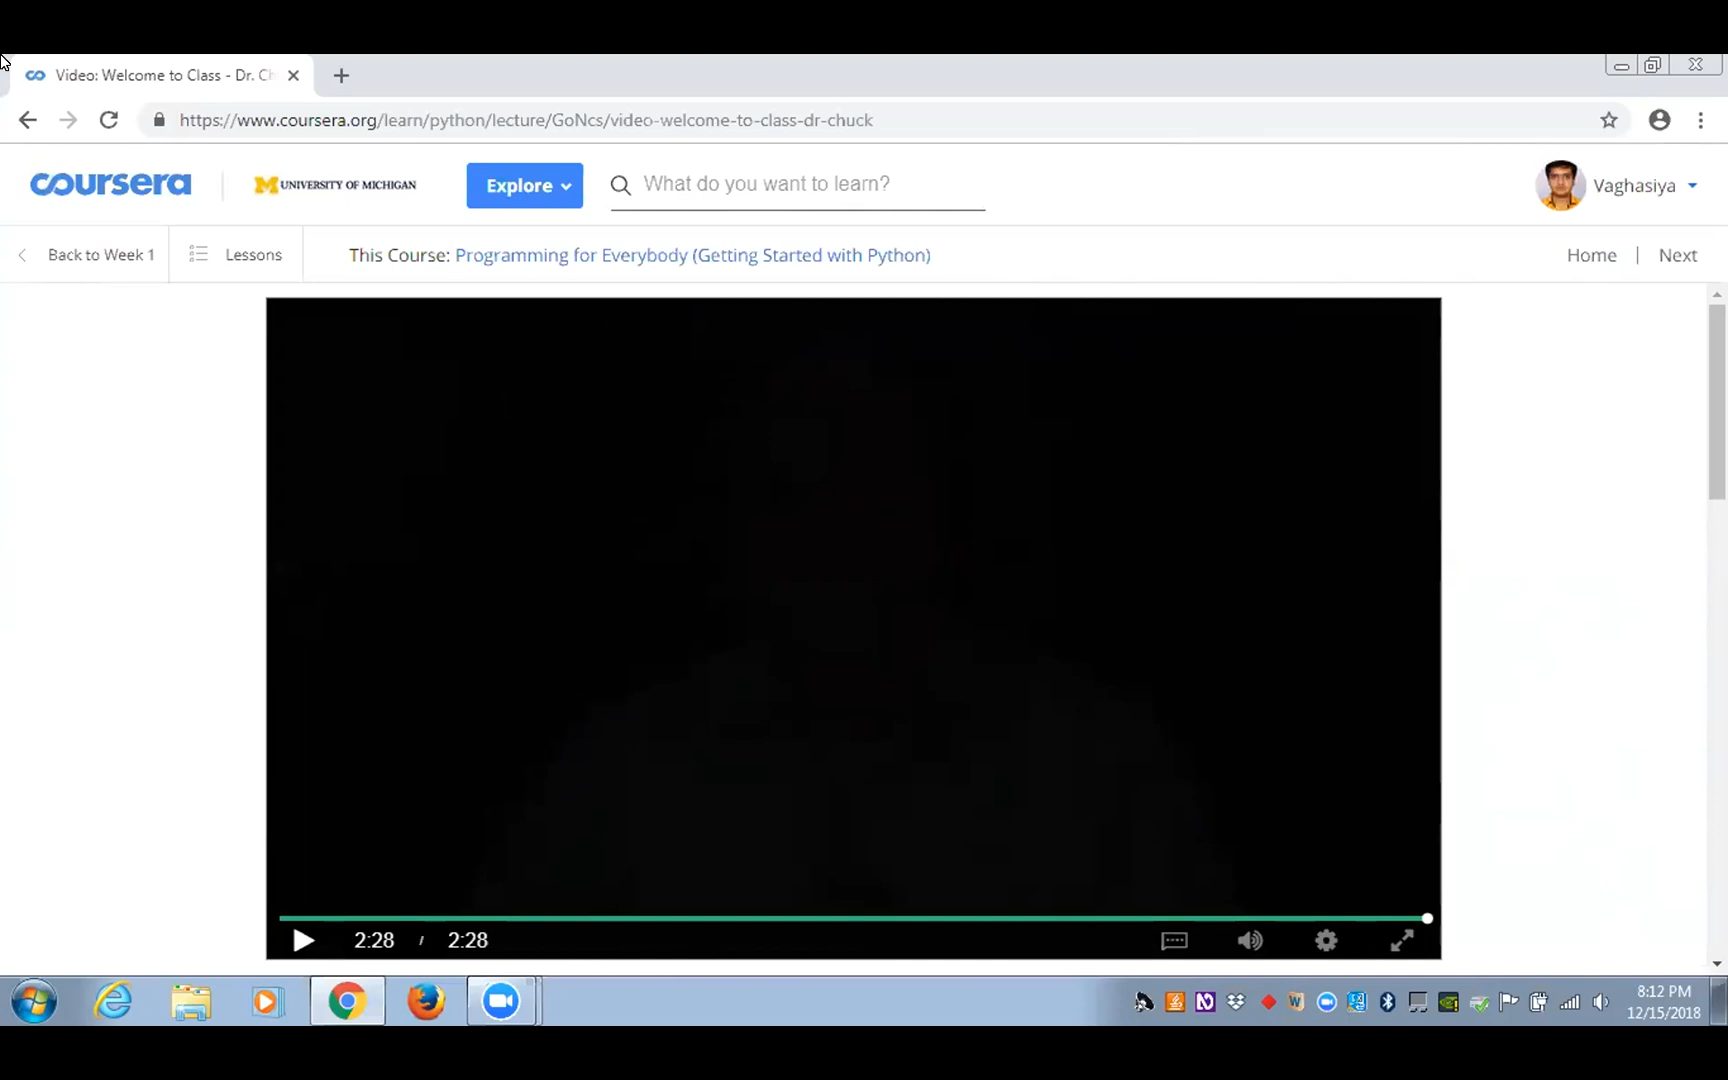 Video: Welcome to Class - Dr. Ch
https://www.coursera.org/learn/python/lecture/GoNcs/video-welcome-to-class-dr-chuck
coursera
M UNIVERSITY OF MICHIGAN
Explore
What do you want to learn?
Vaghasiya
Back to Week 1
Lessons
This Course: Programming for Everybody (Getting Started with Python)
Home | Next
2:28 / 2:28
8:12 PM
12/15/2018